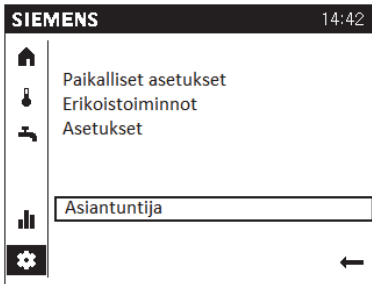 SIEMENS 14:42
Paikalliset asetukset
Erikoistoiminnot
Asetukset
Asiantuntija